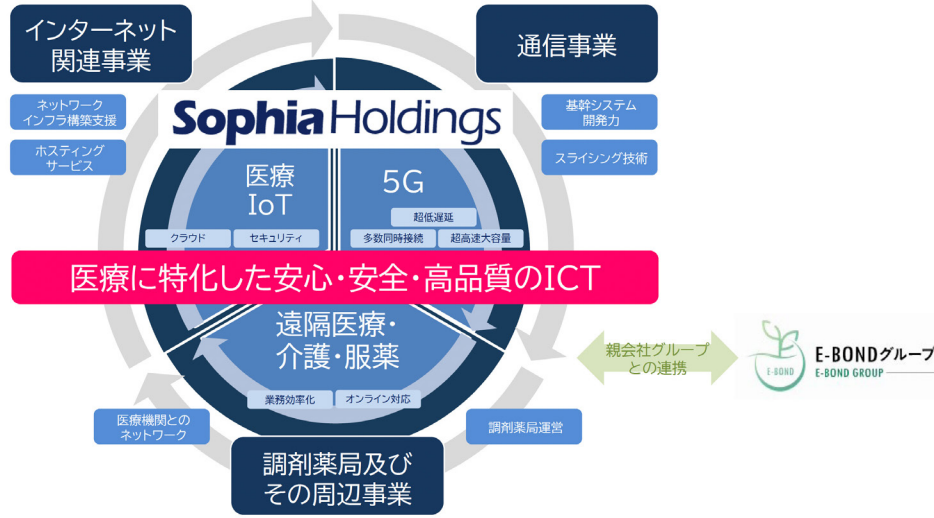 インターネット
関連事業
通信事業
ネットワーク
インフラ構築支援
ホスティング
サービス
基幹システム
開発力
スライシング技術
Sophia Holdings
医療
IoT
クラウド
セキュリティ
5G
超低遅延
多数同時接続
超高速大容量
医療に特化した安心・安全・高品質のICT
遠隔医療・
介護・服薬
業務効率化
オンライン対応
親会社グループ
との連携
E-BOND
E-BONDグループ
E-BOND GROUP
医療機関との
ネットワーク
調剤薬局運営
調剤薬局及び
その周辺事業